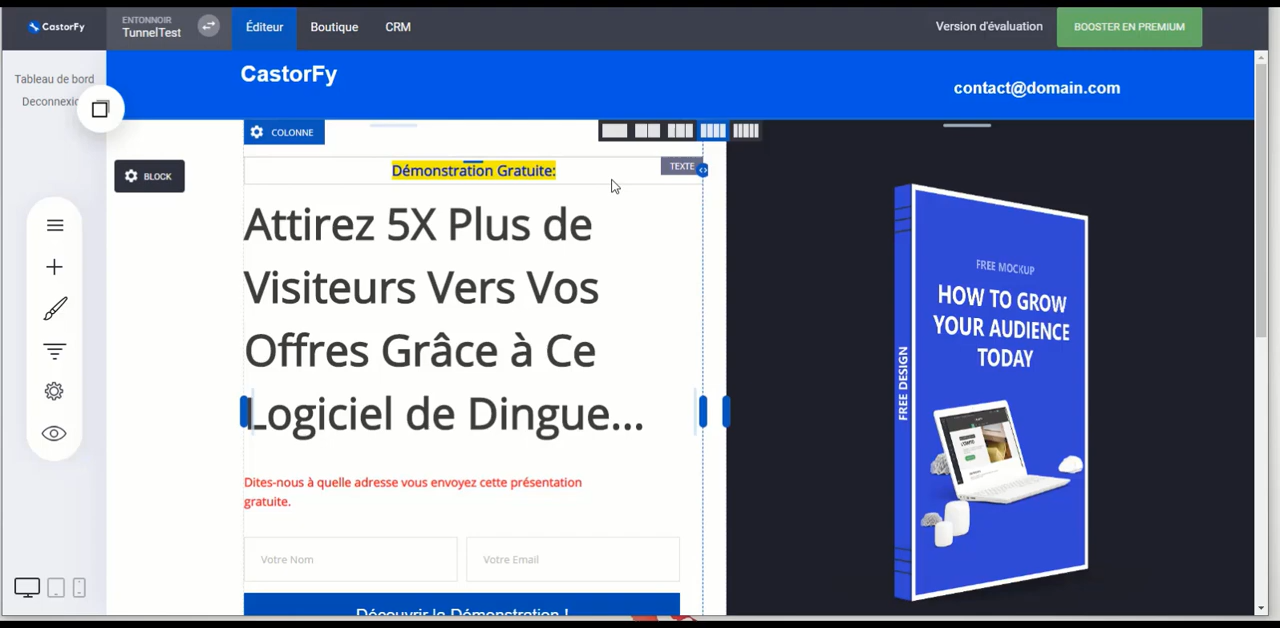 CastorFy
ENTONNOIR
TunnelTest
Éditeur
Boutique
CRM
Version d'évaluation
BOOSTER EN PREMIUM
Tableau de bord
Deconnexio
CastorFy
contact@domain.com
COLONNE
BLOCK
Démonstration Gratuite:
TEXTE
Attirez 5X Plus de
Visiteurs Vers Vos
Offres Grâce à Ce
Logiciel de Dingue...
Dites-nous à quelle adresse vous envoyez cette présentation
gratuite.
Votre Nom
Votre Email
Découvrir la Démonstration !
FREE MOCKUP
HOW TO GROW
YOUR AUDIENCE
TODAY
FREE DESIGN